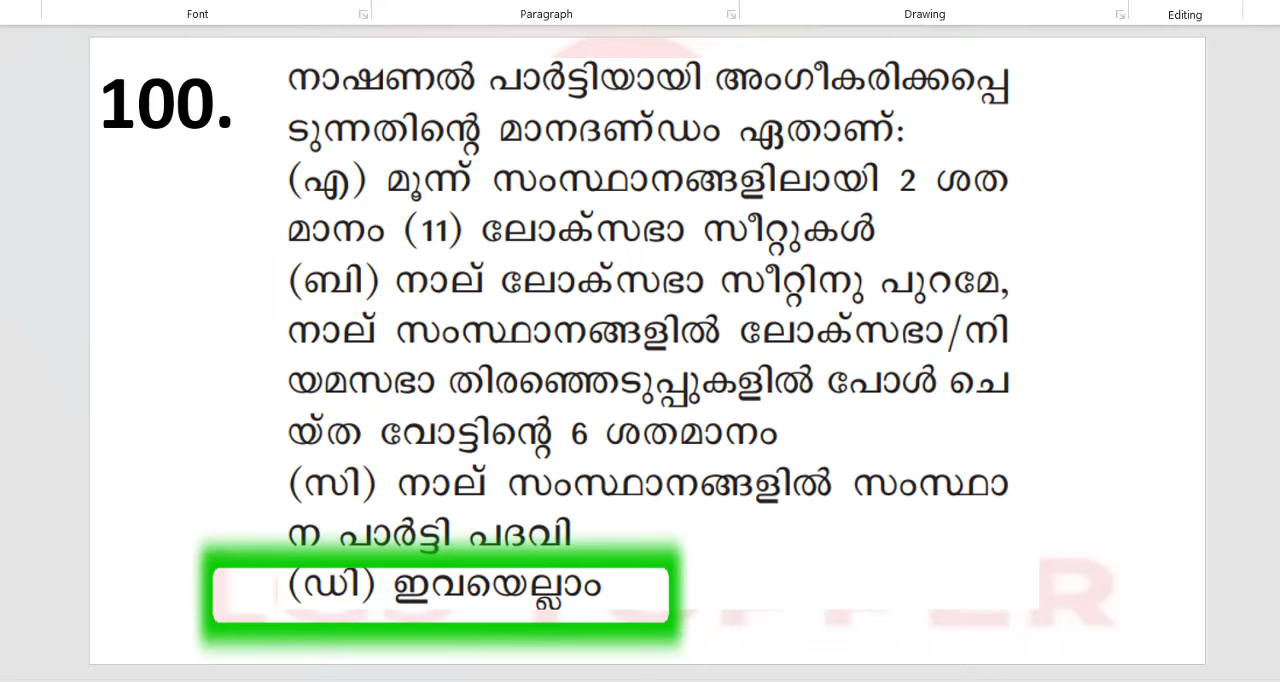 Font Paragraph Drawing Editing
100.
നാഷണൽ പാർട്ടിയായി അംഗീകരിക്കപ്പെ
ടുന്നതിന്റെ മാനദണ്ഡം ഏതാണ്:
(എ) മൂന്ന് സംസ്ഥാനങ്ങളിലായി 2 ശത
മാനം (11) ലോക്സഭാ സീറ്റുകൾ
(ബി) നാല് ലോക്സഭാ സീറ്റിനു പുറമേ,
നാല് സംസ്ഥാനങ്ങളിൽ ലോക്സഭാ/നി
യമസഭാ തിരഞ്ഞെടുപ്പുകളിൽ പോൾ ചെ
യ്ത വോട്ടിന്റെ 6 ശതമാനം
(സി) നാല് സംസ്ഥാനങ്ങളിൽ സംസ്ഥാ
ന പാർട്ടി പദവി
(ഡി) ഇവയെല്ലാം